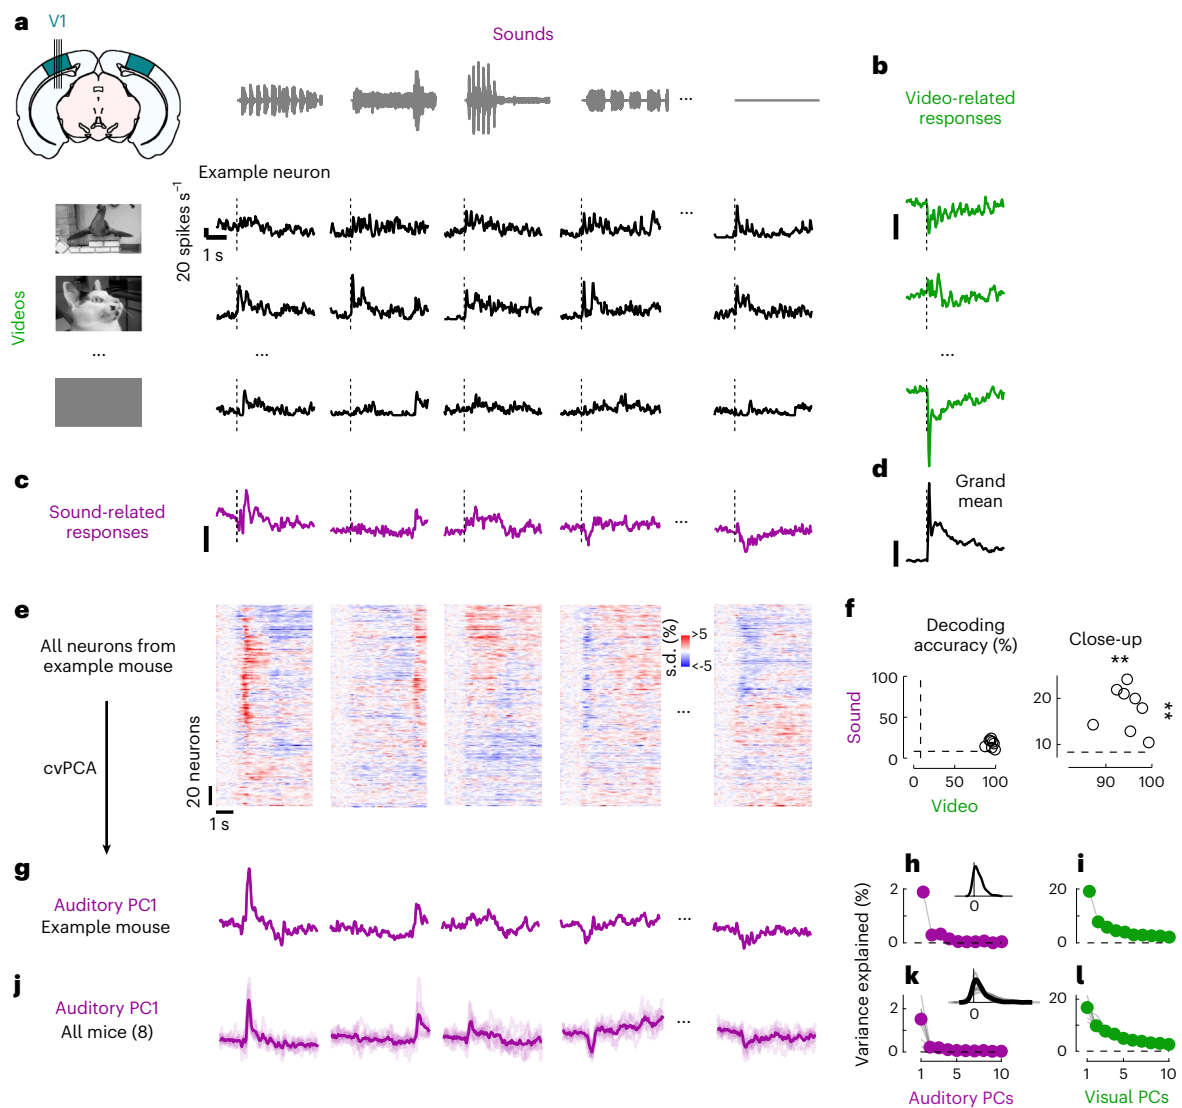 a
V1
Sounds
...
b
Video-related
responses
Example neuron
20 spikes s⁻¹
1 s
...
Videos
...
...
...
c
Sound-related
responses
...
d
Grand
mean
e
All neurons from
example mouse
cvPCA
20 neurons
1 s
s.d. (%)
>5
<-5
...
f
Decoding
accuracy (%)
Sound
100
50
0
0
50
100
Video
Close-up
**
**
20
10
90
100
g
Auditory PC1
Example mouse
...
h
Variance explained (%)
2
0
0
i
20
0
j
Auditory PC1
All mice (8)
...
k
2
0
0
1
5
10
Auditory PCs
l
20
0
1
5
10
Visual PCs